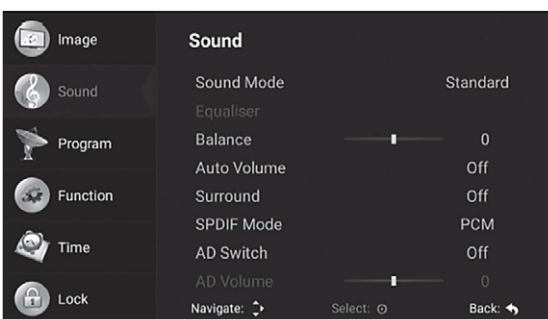 Image
Sound
Program
Function
Time
Lock
Sound
Sound Mode Standard
Equaliser
Balance 0
Auto Volume Off
Surround Off
SPDIF Mode PCM
AD Switch Off
AD Volume 0
Navigate: Select: Back: